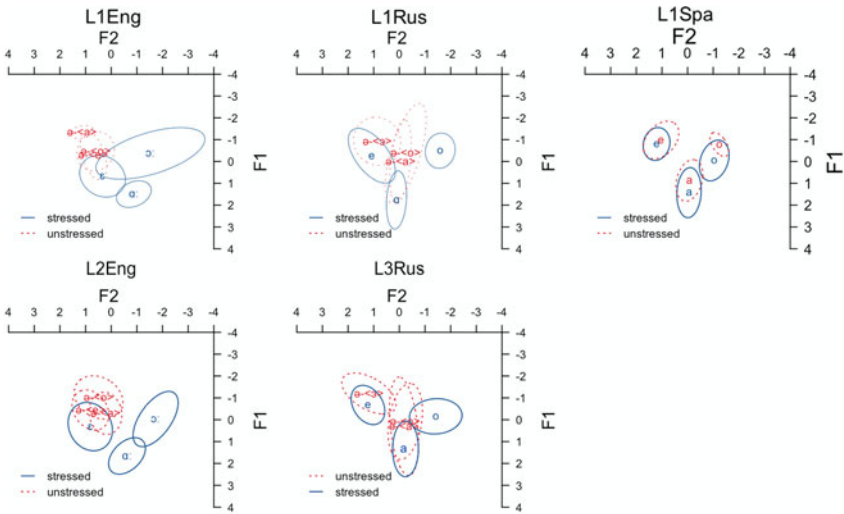 L1Eng
F2
4 3 2 1 0 -1 -2 -3 -4
-4
-3
-2
-1
0
1
2
3
4
F1
ə-<a>
ɔː
ɛ
ɑː
stressed
unstressed
L1Rus
F2
4 3 2 1 0 -1 -2 -3 -4
-4
-3
-2
-1
0
1
2
3
4
F1
e
o
ə-<o>
ə-<a>
stressed
unstressed
L1Spa
F2
4 3 2 1 0 -1 -2 -3 -4
-4
-3
-2
-1
0
1
2
3
4
F1
e
e
o
o
a
a
stressed
unstressed
L2Eng
F2
4 3 2 1 0 -1 -2 -3 -4
-4
-3
-2
-1
0
1
2
3
4
F1
ɔː
ɛ
ɑː
stressed
unstressed
L3Rus
F2
4 3 2 1 0 -1 -2 -3 -4
-4
-3
-2
-1
0
1
2
3
4
F1
e
o
a
unstressed
stressed